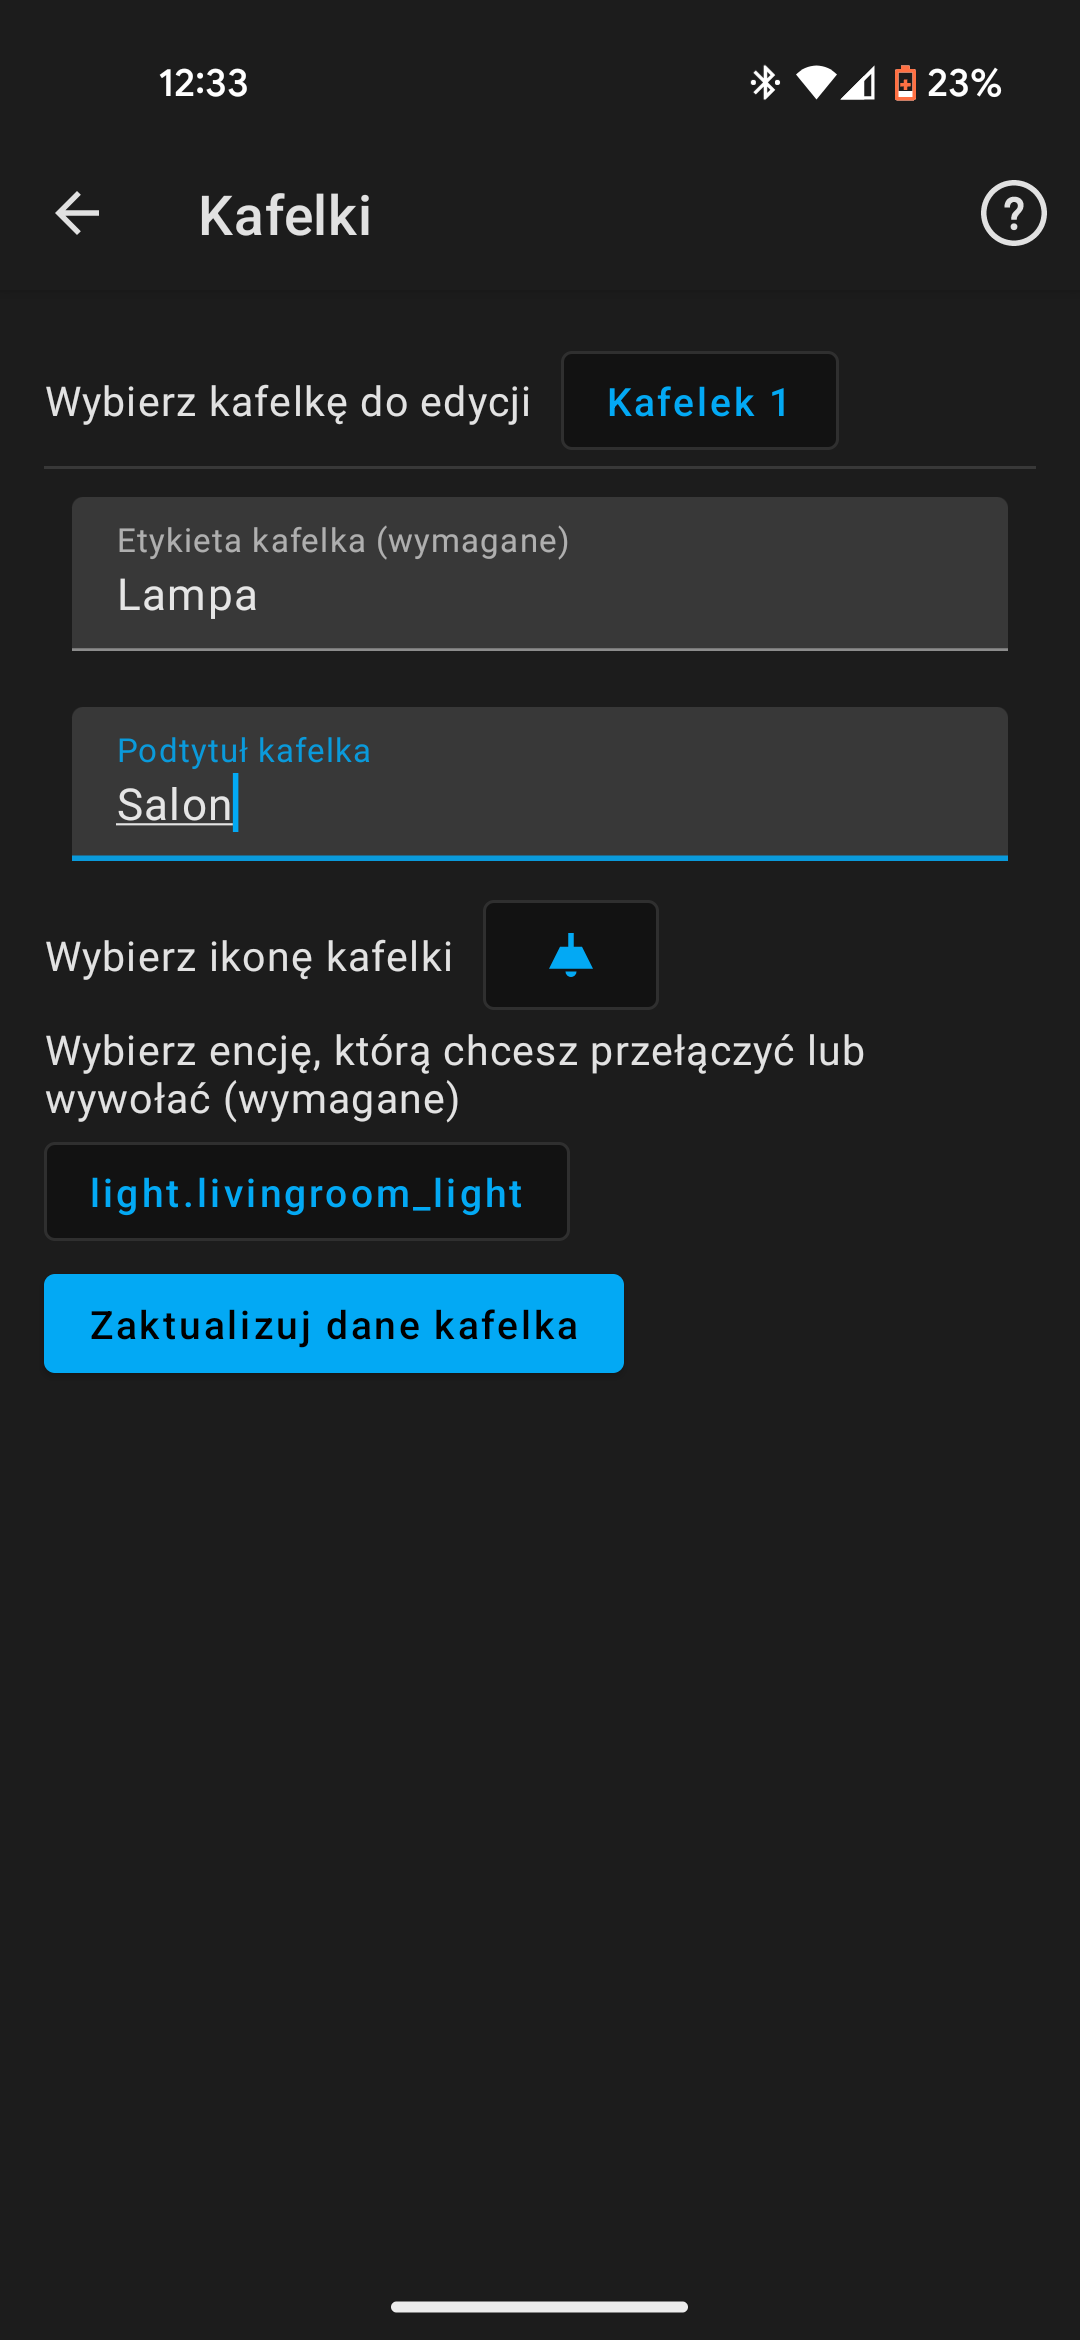 12:33
23%
Kafelki
Wybierz kafelkę do edycji
Kafelek 1
Etykieta kafelka (wymagane)
Lampa
Podtytuł kafelka
Salon
Wybierz ikonę kafelki
Wybierz encję, którą chcesz przełączyć lub
wywołać (wymagane)
light.livingroom_light
Zaktualizuj dane kafelka